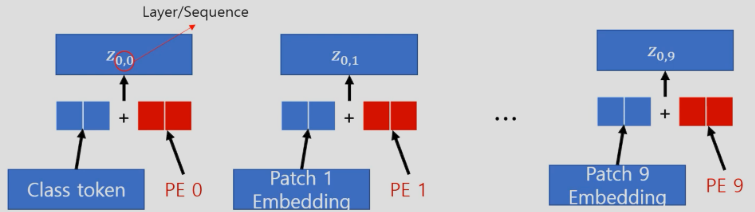 Layer/Sequence
z0,0
z0,1
z0,9
+
+
...
+
Class token
PE 0
Patch 1
Embedding
PE 1
Patch 9
Embedding
PE 9